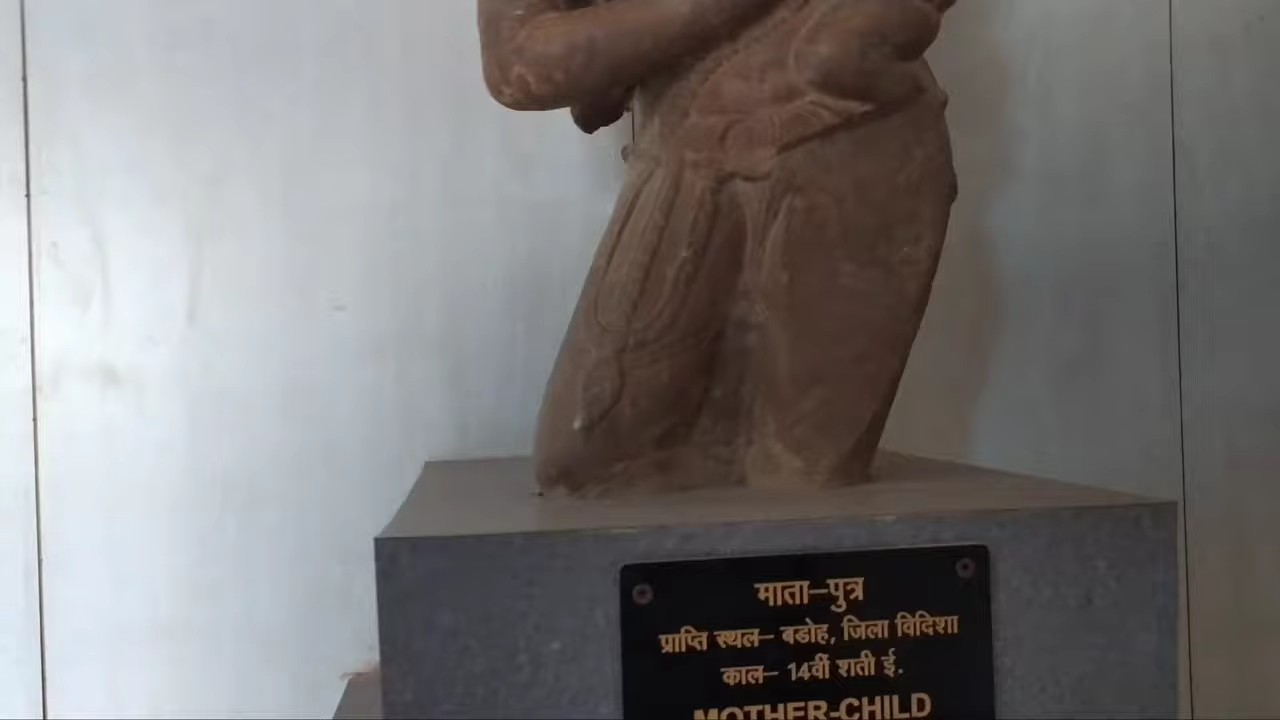 माता–पुत्र
प्राप्ति स्थल– बडोह, जिला विदिशा
काल– 14वीं शती ई.
MOTHER-CHILD